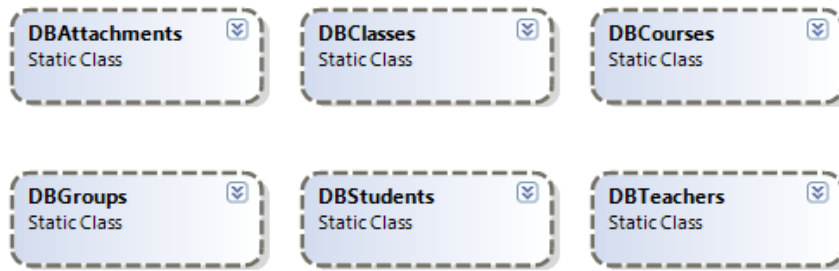 DBAttachments
Static Class
DBClasses
Static Class
DBCourses
Static Class
DBGroups
Static Class
DBStudents
Static Class
DBTeachers
Static Class